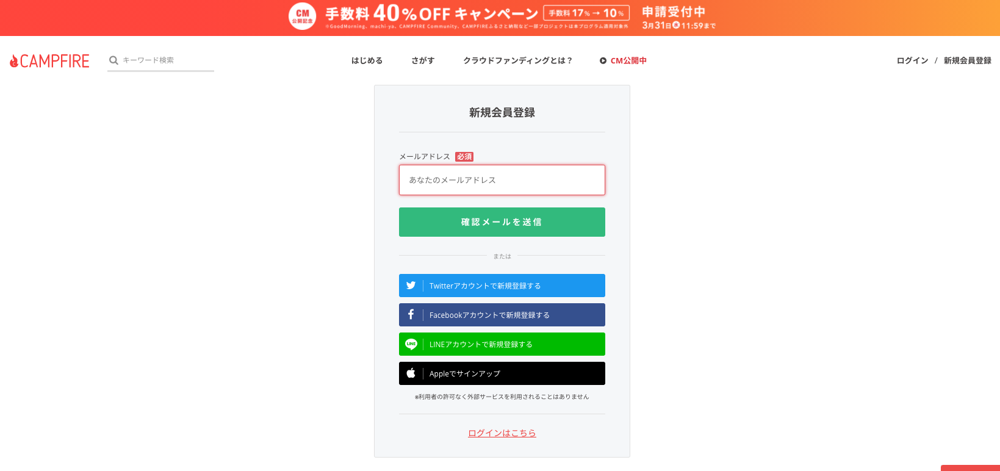 CM
公開記念
手数料 40%OFF キャンペーン
手数料 17% → 10%
申請受付中
※GoodMorning、machi-ya、CAMPFIRE Community、CAMPFIREふるさと納税など一部プロジェクトは本プログラム適用対象外
3月31日㊌11:59まで
CAMPFIRE
キーワード検索
はじめる
さがす
クラウドファンディングとは？
CM公開中
ログイン / 新規会員登録
新規会員登録
メールアドレス 必須
あなたのメールアドレス
確認メールを送信
または
Twitterアカウントで新規登録する
Facebookアカウントで新規登録する
LINE
LINEアカウントで新規登録する
Appleでサインアップ
※利用者の許可なく外部サービスを利用されることはありません
ログインはこちら